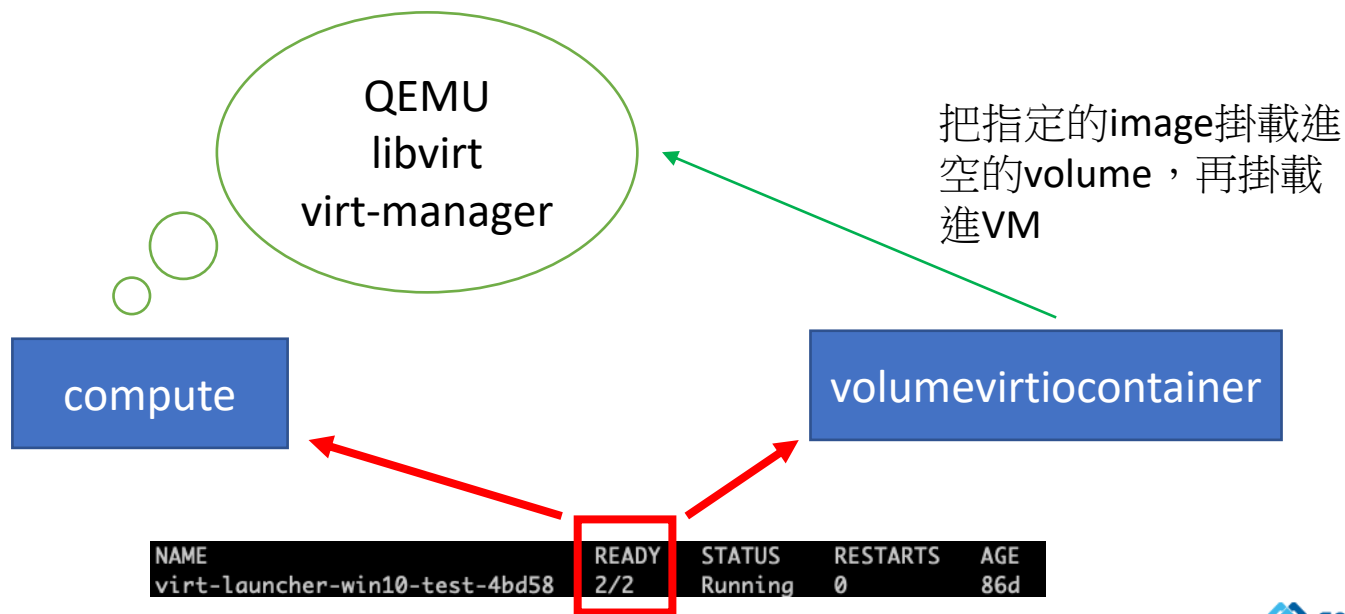 QEMU
libvirt
virt-manager
把指定的image掛載進
空的volume，再掛載
進VM
compute
volumevirtiocontainer
NAME READY STATUS RESTARTS AGE
virt-launcher-win10-test-4bd58 2/2 Running 0 86d